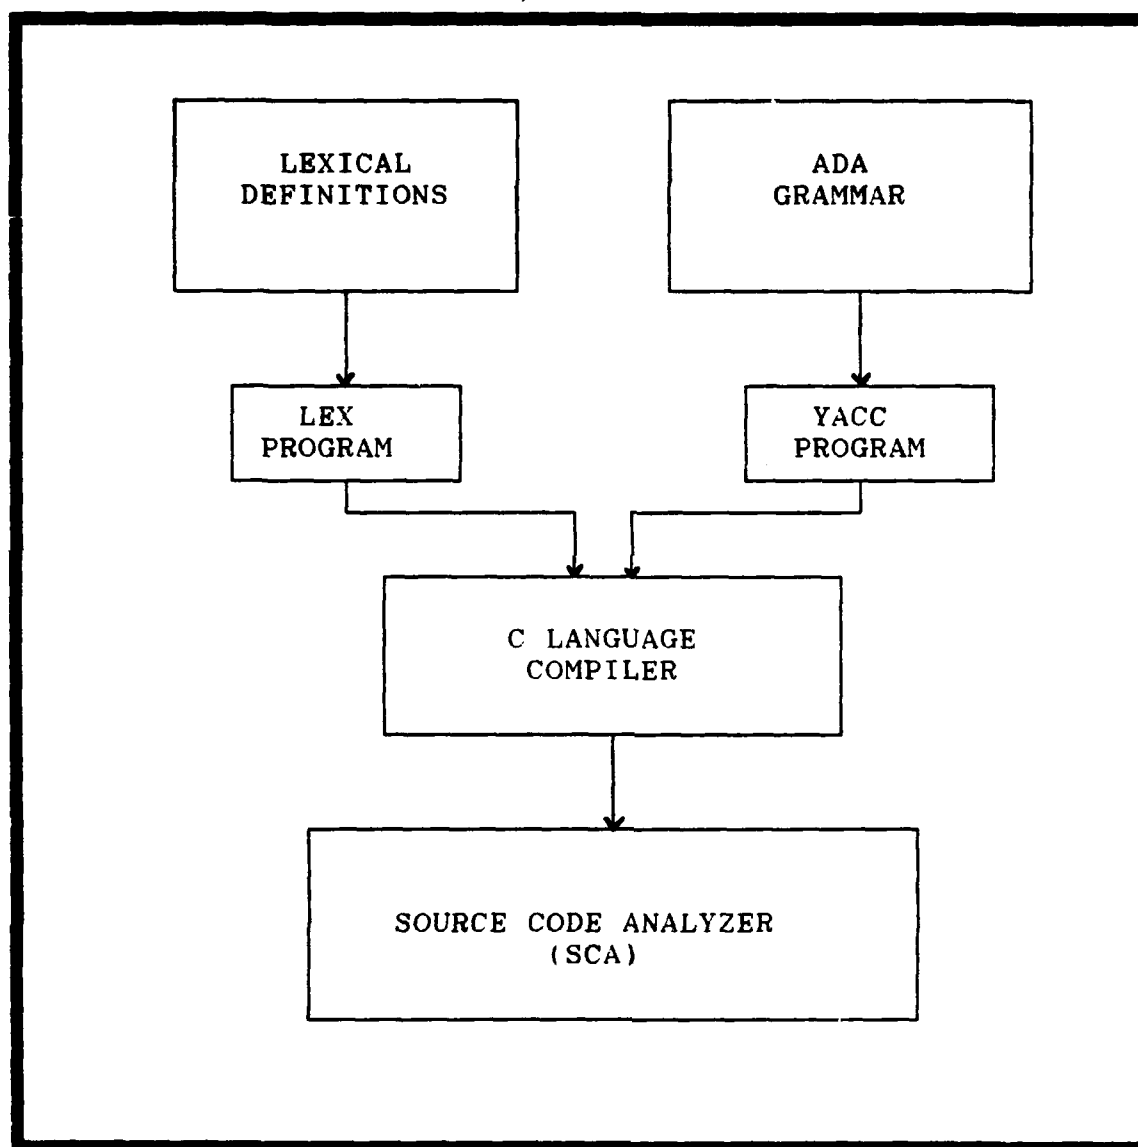 LEXICAL
DEFINITIONS
ADA
GRAMMAR
LEX
PROGRAM
YACC
PROGRAM
C LANGUAGE
COMPILER
SOURCE CODE ANALYZER
(SCA)